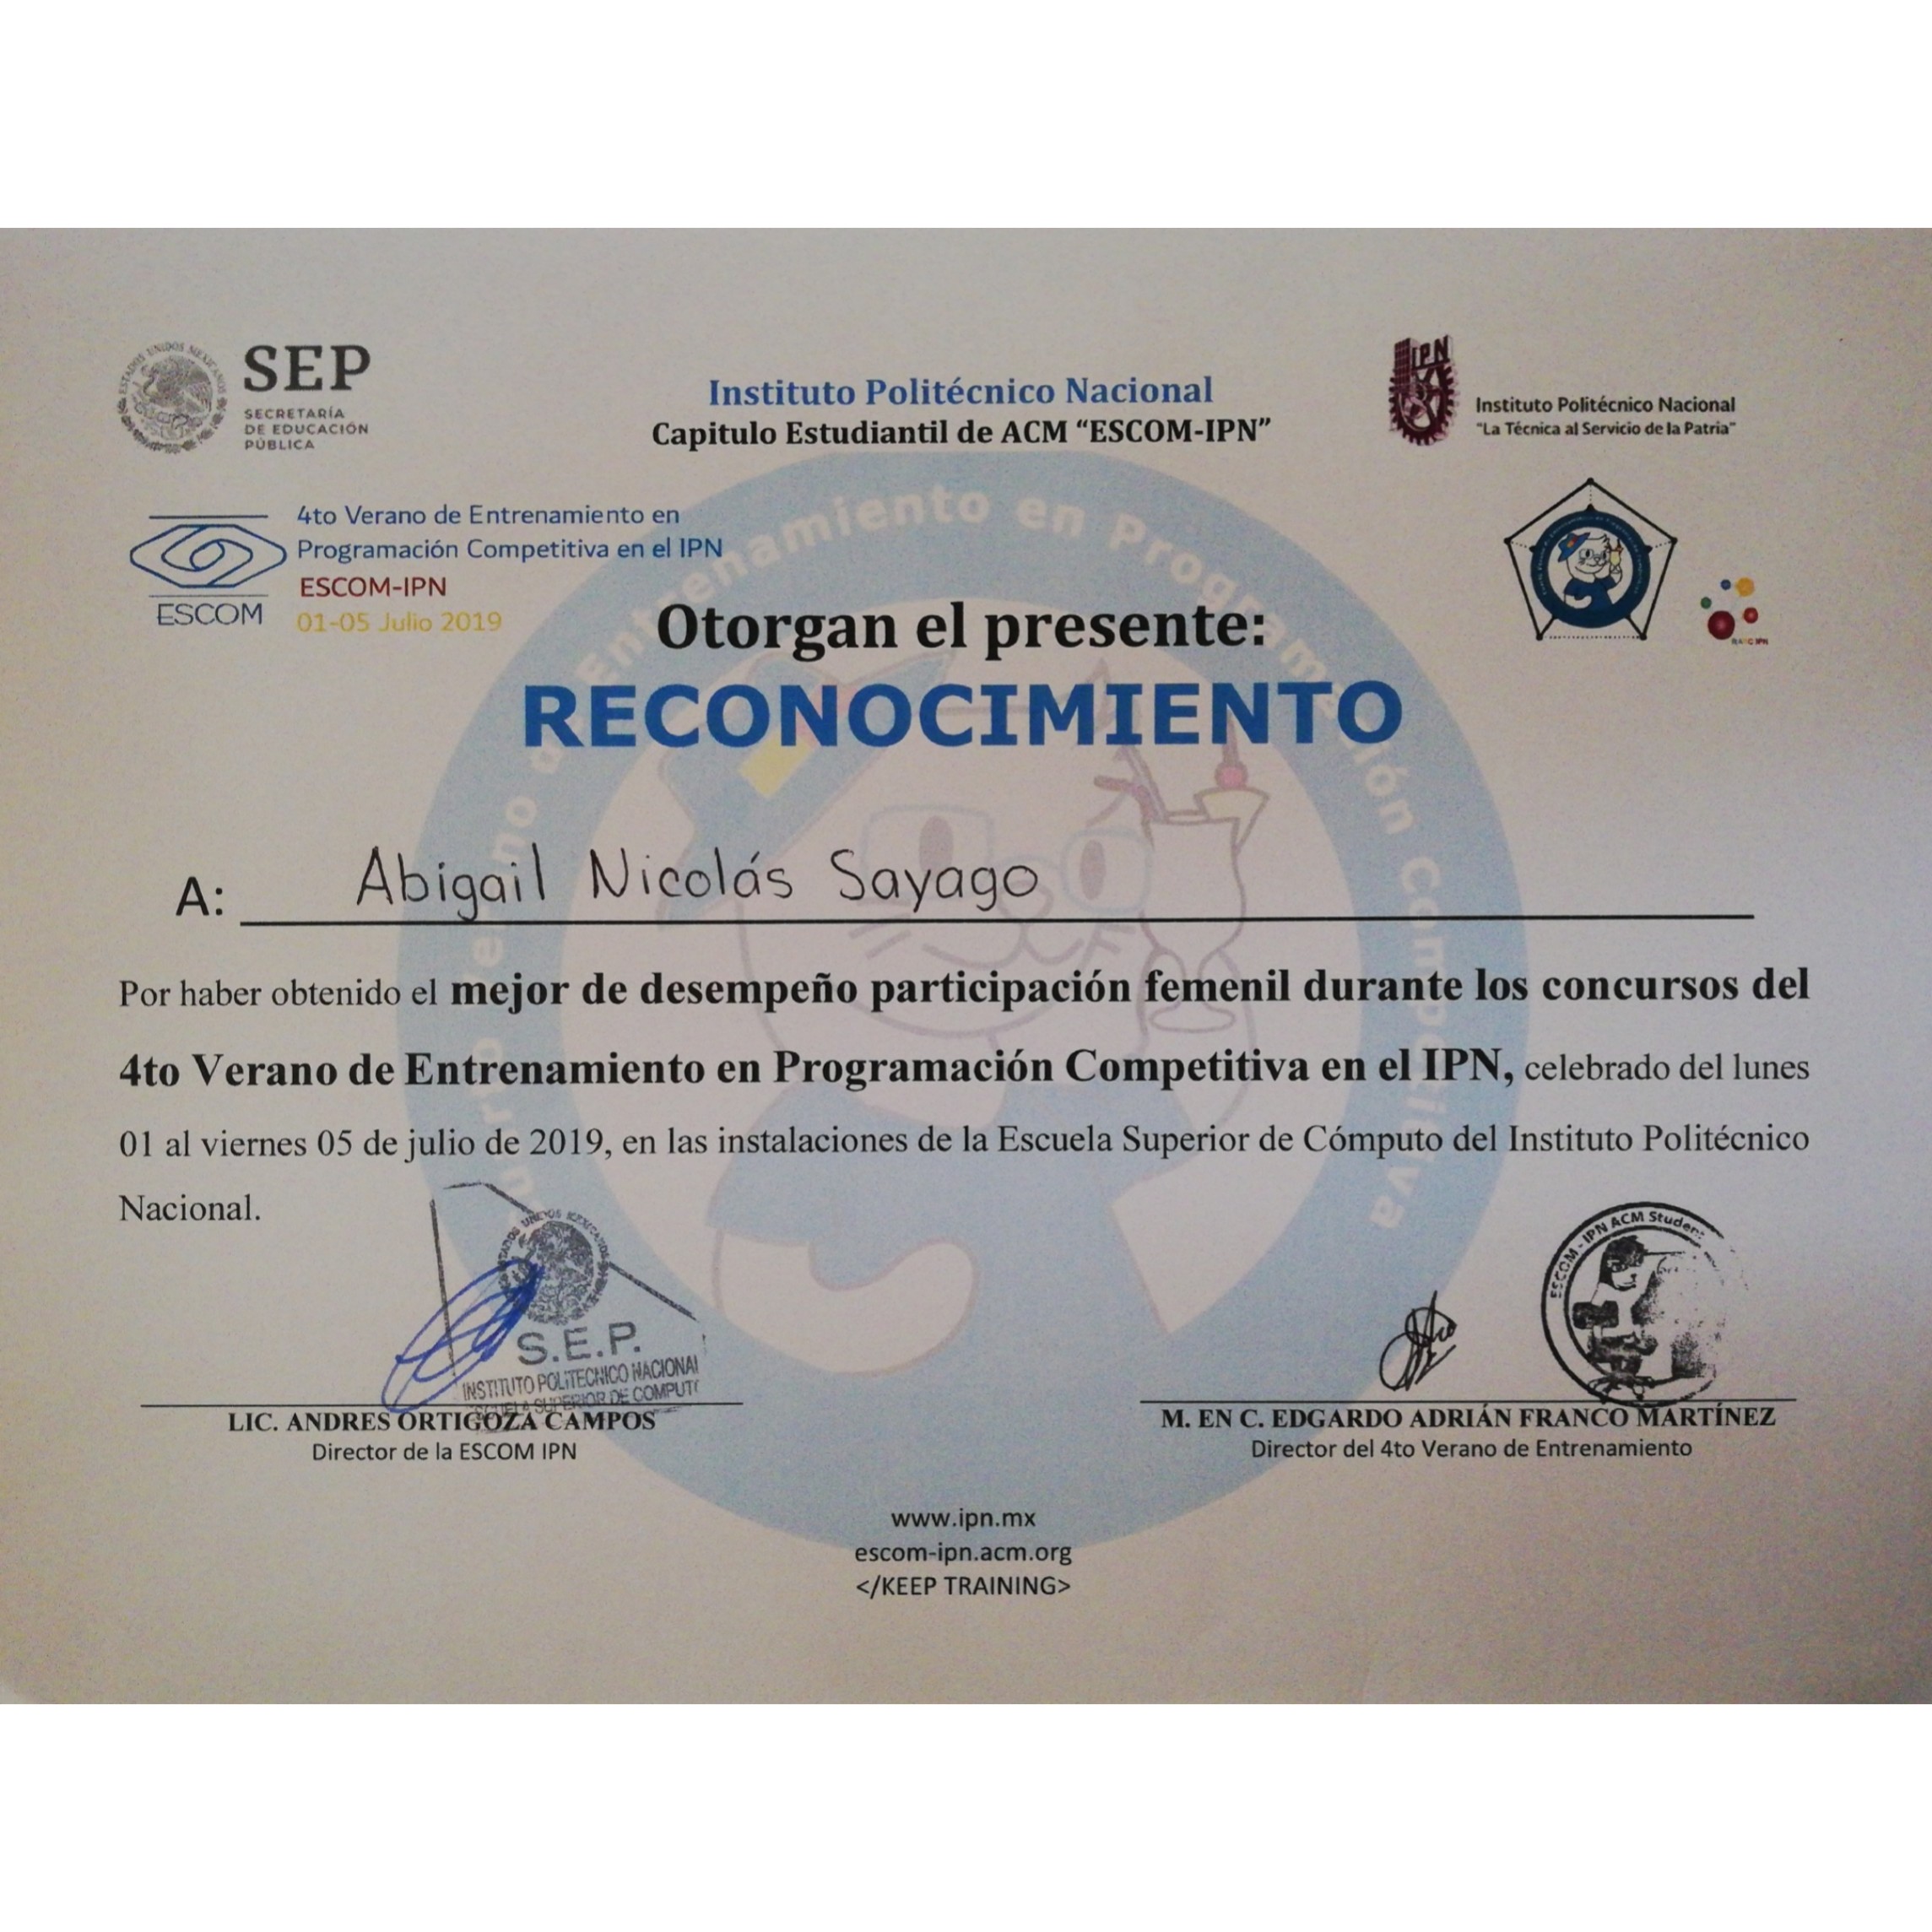 ESTADOS UNIDOS MEXICANOS
SEP
SECRETARÍA
DE EDUCACIÓN
PÚBLICA
Instituto Politécnico Nacional
Capitulo Estudiantil de ACM “ESCOM-IPN”
IPN
Instituto Politécnico Nacional
"La Técnica al Servicio de la Patria"
ESCOM
4to Verano de Entrenamiento en
Programación Competitiva en el IPN
ESCOM-IPN
01-05 Julio 2019
Verano de Entrenamiento en Programación Competitiva
Otorgan el presente:
RECONOCIMIENTO
A: Abigail Nicolás Sayago
Por haber obtenido el mejor de desempeño participación femenil durante los concursos del
4to Verano de Entrenamiento en Programación Competitiva en el IPN, celebrado del lunes
01 al viernes 05 de julio de 2019, en las instalaciones de la Escuela Superior de Cómputo del Instituto Politécnico
Nacional.
ESTADOS UNIDOS MEXICANOS
S.E.P.
INSTITUTO POLITECNICO NACIONAL
ESCUELA SUPERIOR DE COMPUTO
LIC. ANDRES ORTIGOZA CAMPOS
Director de la ESCOM IPN
ESCOM - IPN ACM Student
M. EN C. EDGARDO ADRIÁN FRANCO MARTÍNEZ
Director del 4to Verano de Entrenamiento
www.ipn.mx
escom-ipn.acm.org
</KEEP TRAINING>